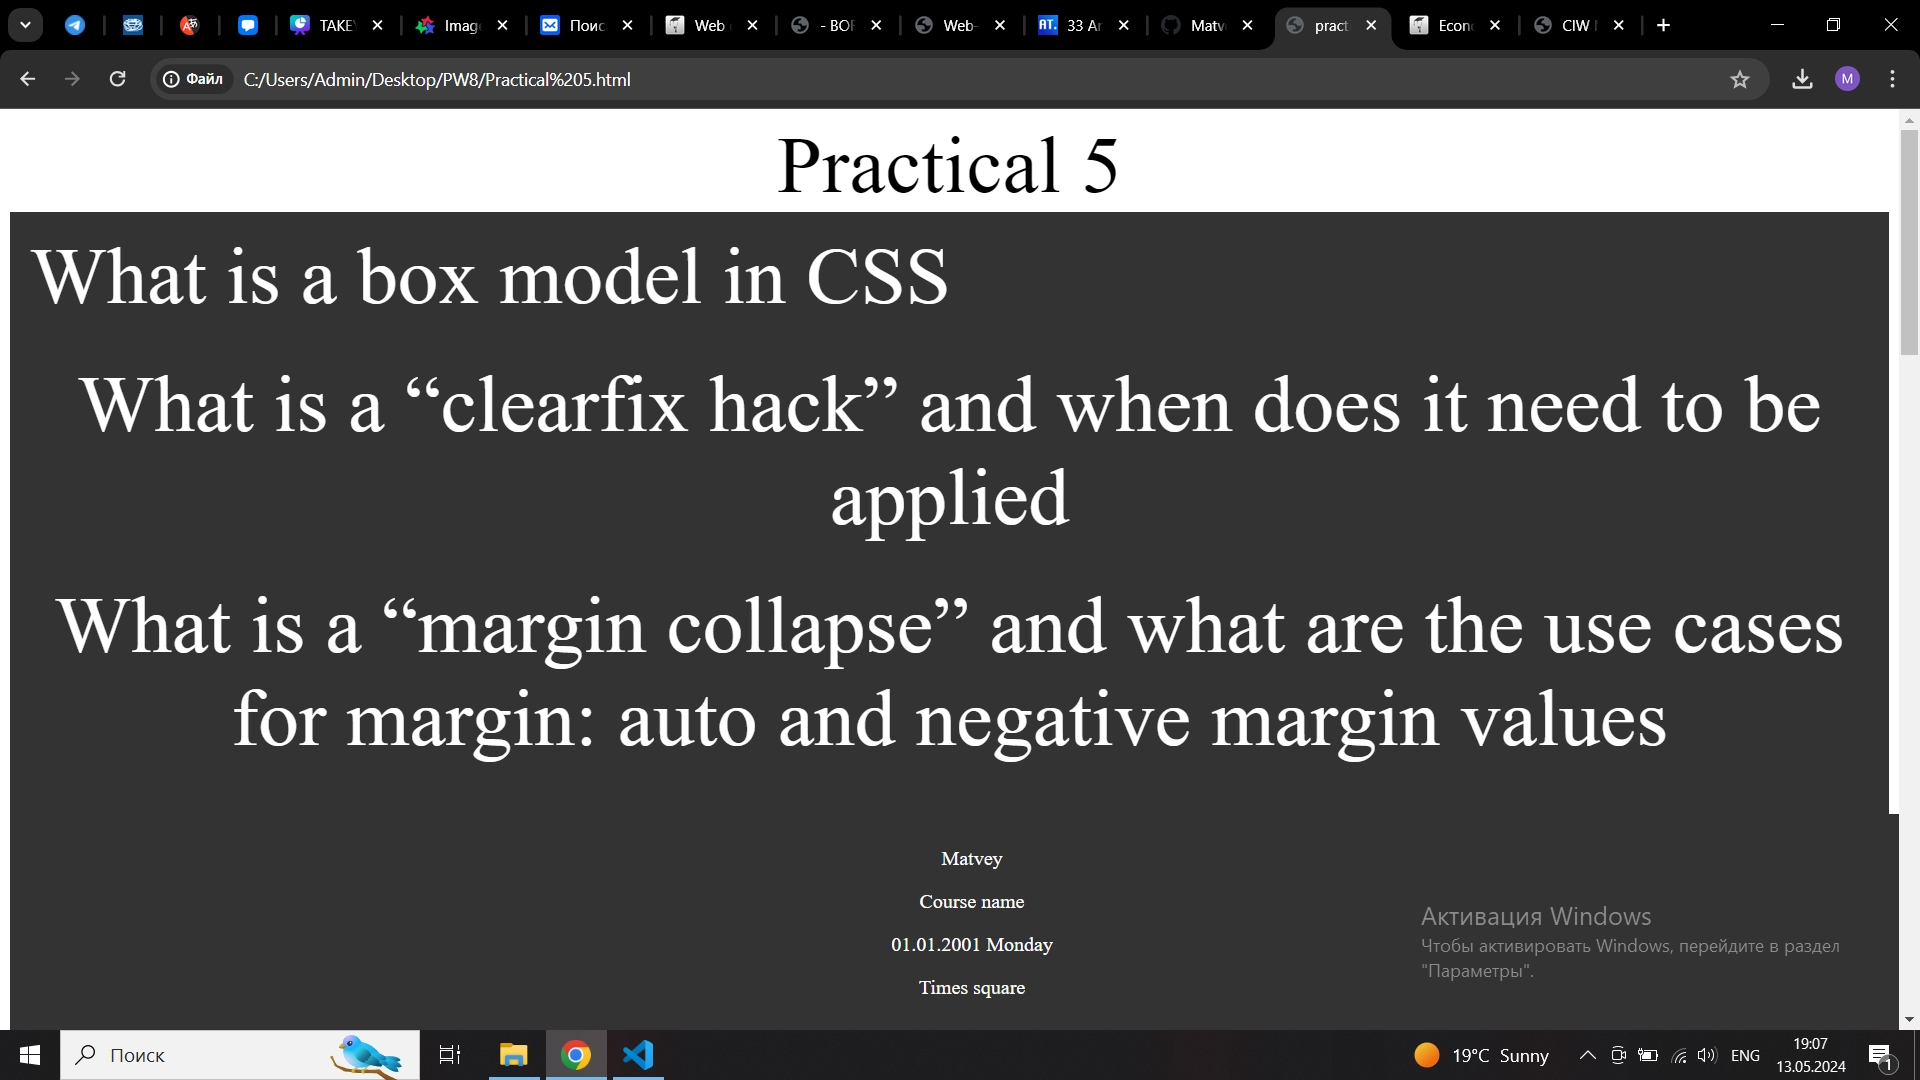 TAKE
Imag
Поис
Web
- BOF
Web-
AT.
33 Ar
Matv
pract
Econ
CIW
Файл
C:/Users/Admin/Desktop/PW8/Practical%205.html
M
Practical 5
What is a box model in CSS
What is a “clearfix hack” and when does it need to be
applied
What is a “margin collapse” and what are the use cases
for margin: auto and negative margin values
Matvey
Course name
01.01.2001 Monday
Times square
Активация Windows
Чтобы активировать Windows, перейдите в раздел
"Параметры".
Поиск
19°C Sunny
ENG
19:07
13.05.2024
1